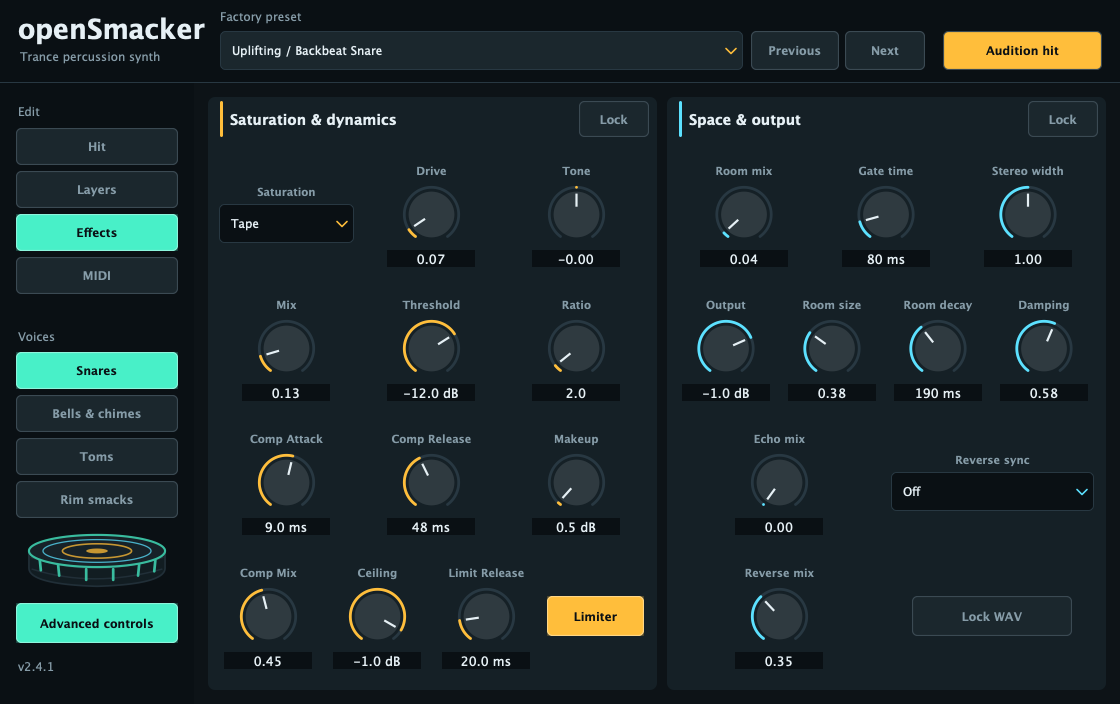 openSmacker
Trance percussion synth
Factory preset
Uplifting / Backbeat Snare
Previous
Next
Audition hit
Edit
Hit
Layers
Effects
MIDI
Voices
Snares
Bells & chimes
Toms
Rim smacks
Advanced controls
v2.4.1
Saturation & dynamics
Lock
Saturation
Tape
Drive
0.07
Tone
-0.00
Mix
0.13
Threshold
-12.0 dB
Ratio
2.0
Comp Attack
9.0 ms
Comp Release
48 ms
Makeup
0.5 dB
Comp Mix
0.45
Ceiling
-1.0 dB
Limit Release
20.0 ms
Limiter
Space & output
Lock
Room mix
0.04
Gate time
80 ms
Stereo width
1.00
Output
-1.0 dB
Room size
0.38
Room decay
190 ms
Damping
0.58
Echo mix
0.00
Reverse sync
Off
Reverse mix
0.35
Lock WAV